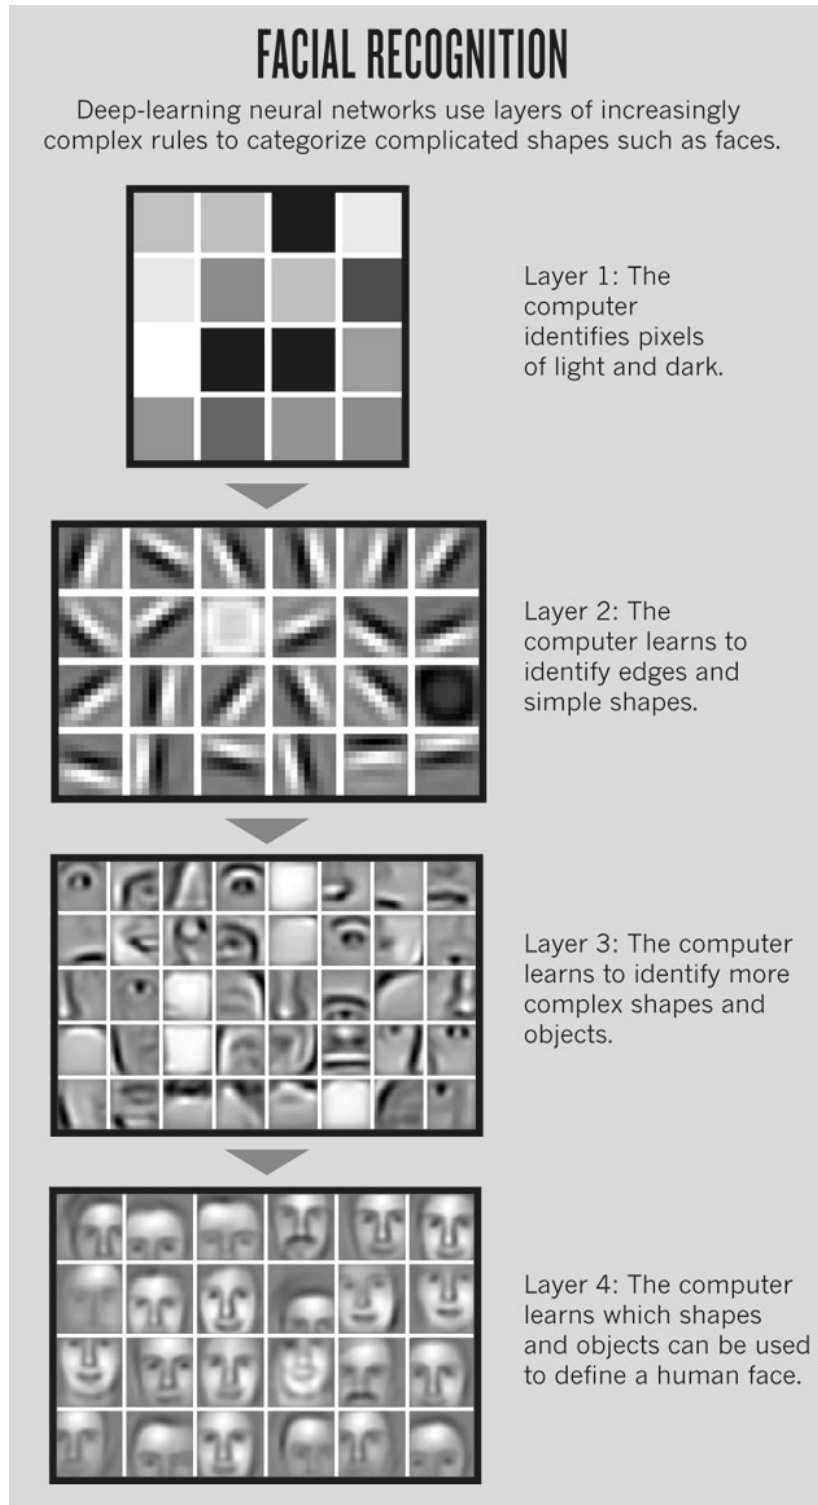 FACIAL RECOGNITION
Deep-learning neural networks use layers of increasingly
complex rules to categorize complicated shapes such as faces.
Layer 1: The
computer
identifies pixels
of light and dark.
Layer 2: The
computer learns to
identify edges and
simple shapes.
Layer 3: The computer
learns to identify more
complex shapes and
objects.
Layer 4: The computer
learns which shapes
and objects can be used
to define a human face.